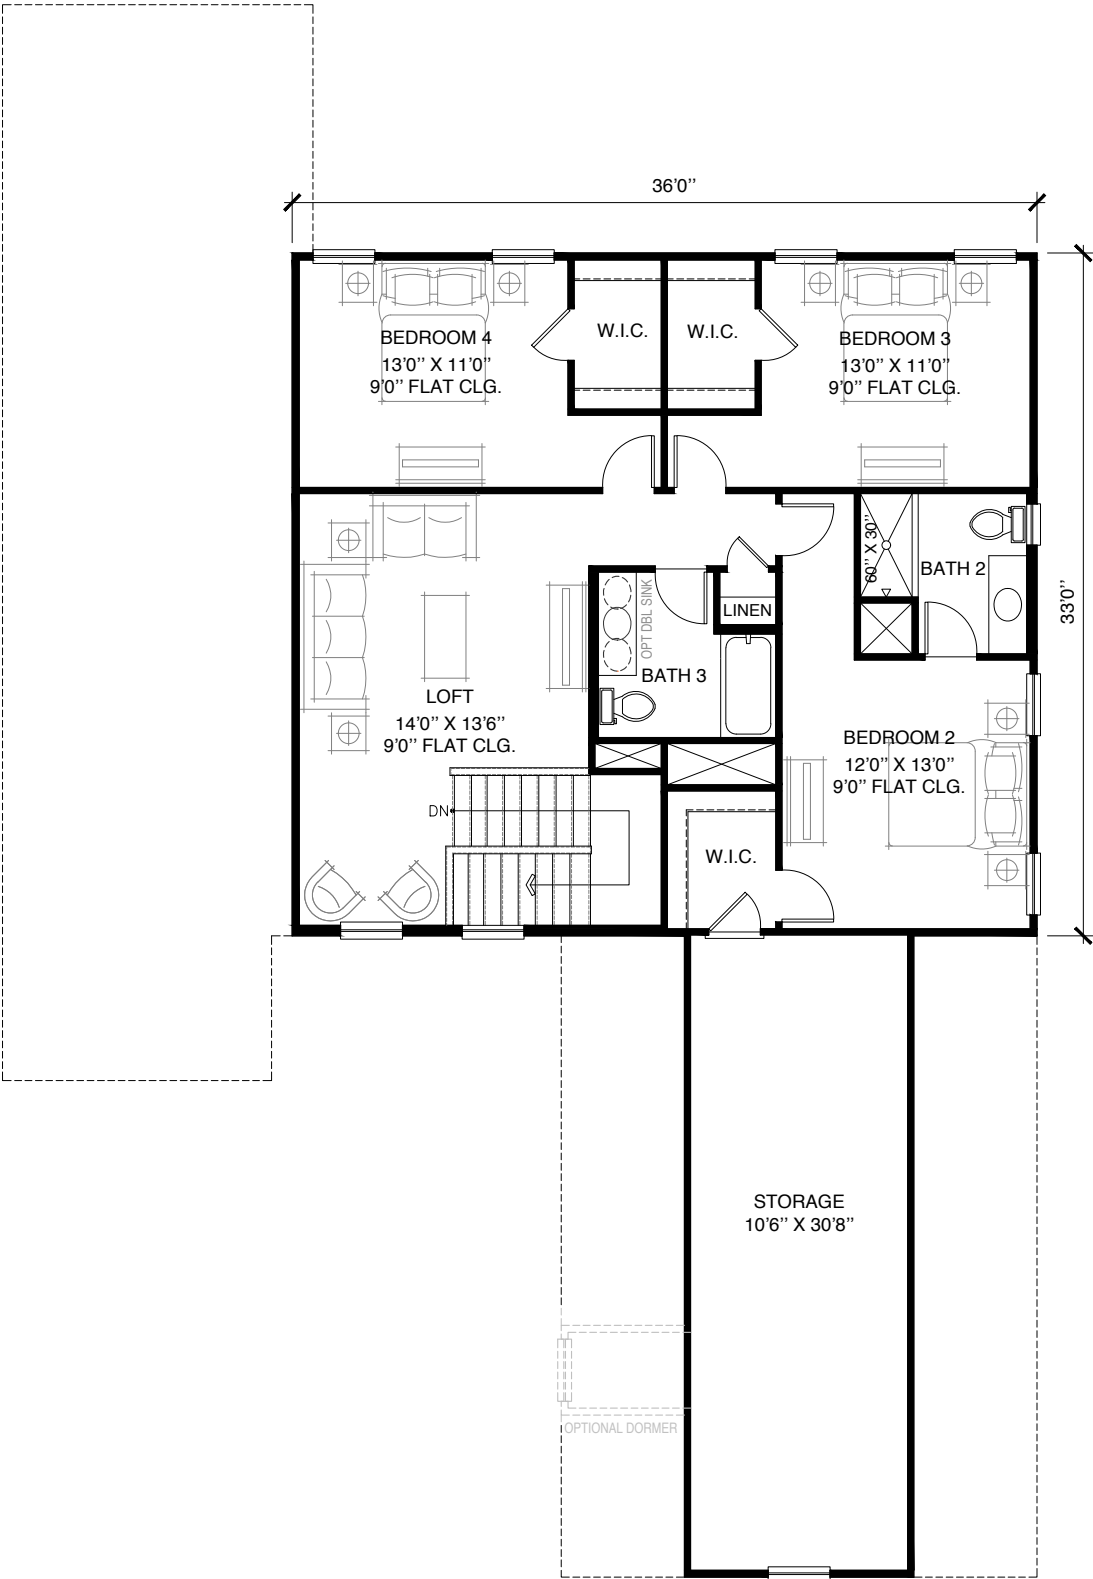 36'0''
BEDROOM 4
13'0'' X 11'0''
9'0'' FLAT CLG.
W.I.C.
W.I.C.
BEDROOM 3
13'0'' X 11'0''
9'0'' FLAT CLG.
60'' X 30''
BATH 2
33'0''
LINEN
OPT DBL SINK
BATH 3
LOFT
14'0'' X 13'6''
9'0'' FLAT CLG.
BEDROOM 2
12'0'' X 13'0''
9'0'' FLAT CLG.
DN
W.I.C.
STORAGE
10'6'' X 30'8''
OPTIONAL DORMER